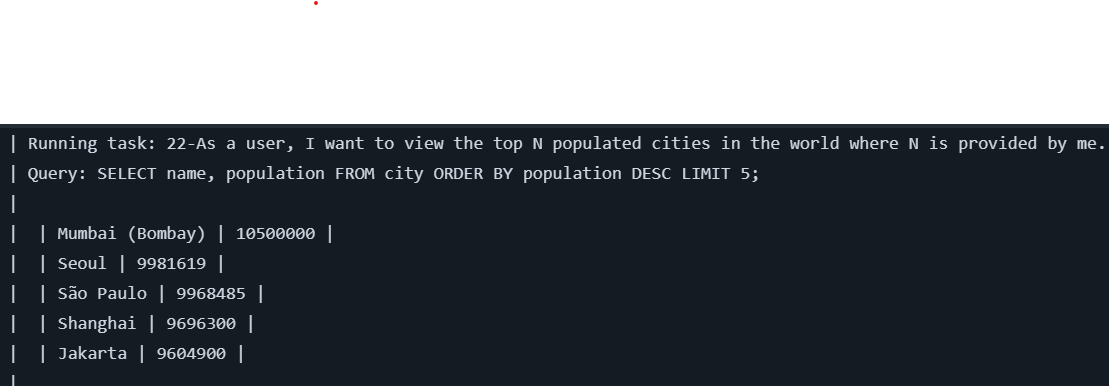 | Running task: 22-As a user, I want to view the top N populated cities in the world where N is provided by me.
| Query: SELECT name, population FROM city ORDER BY population DESC LIMIT 5;
|
|  | Mumbai (Bombay) | 10500000 |
|  | Seoul | 9981619 |
|  | São Paulo | 9968485 |
|  | Shanghai | 9696300 |
|  | Jakarta | 9604900 |
|